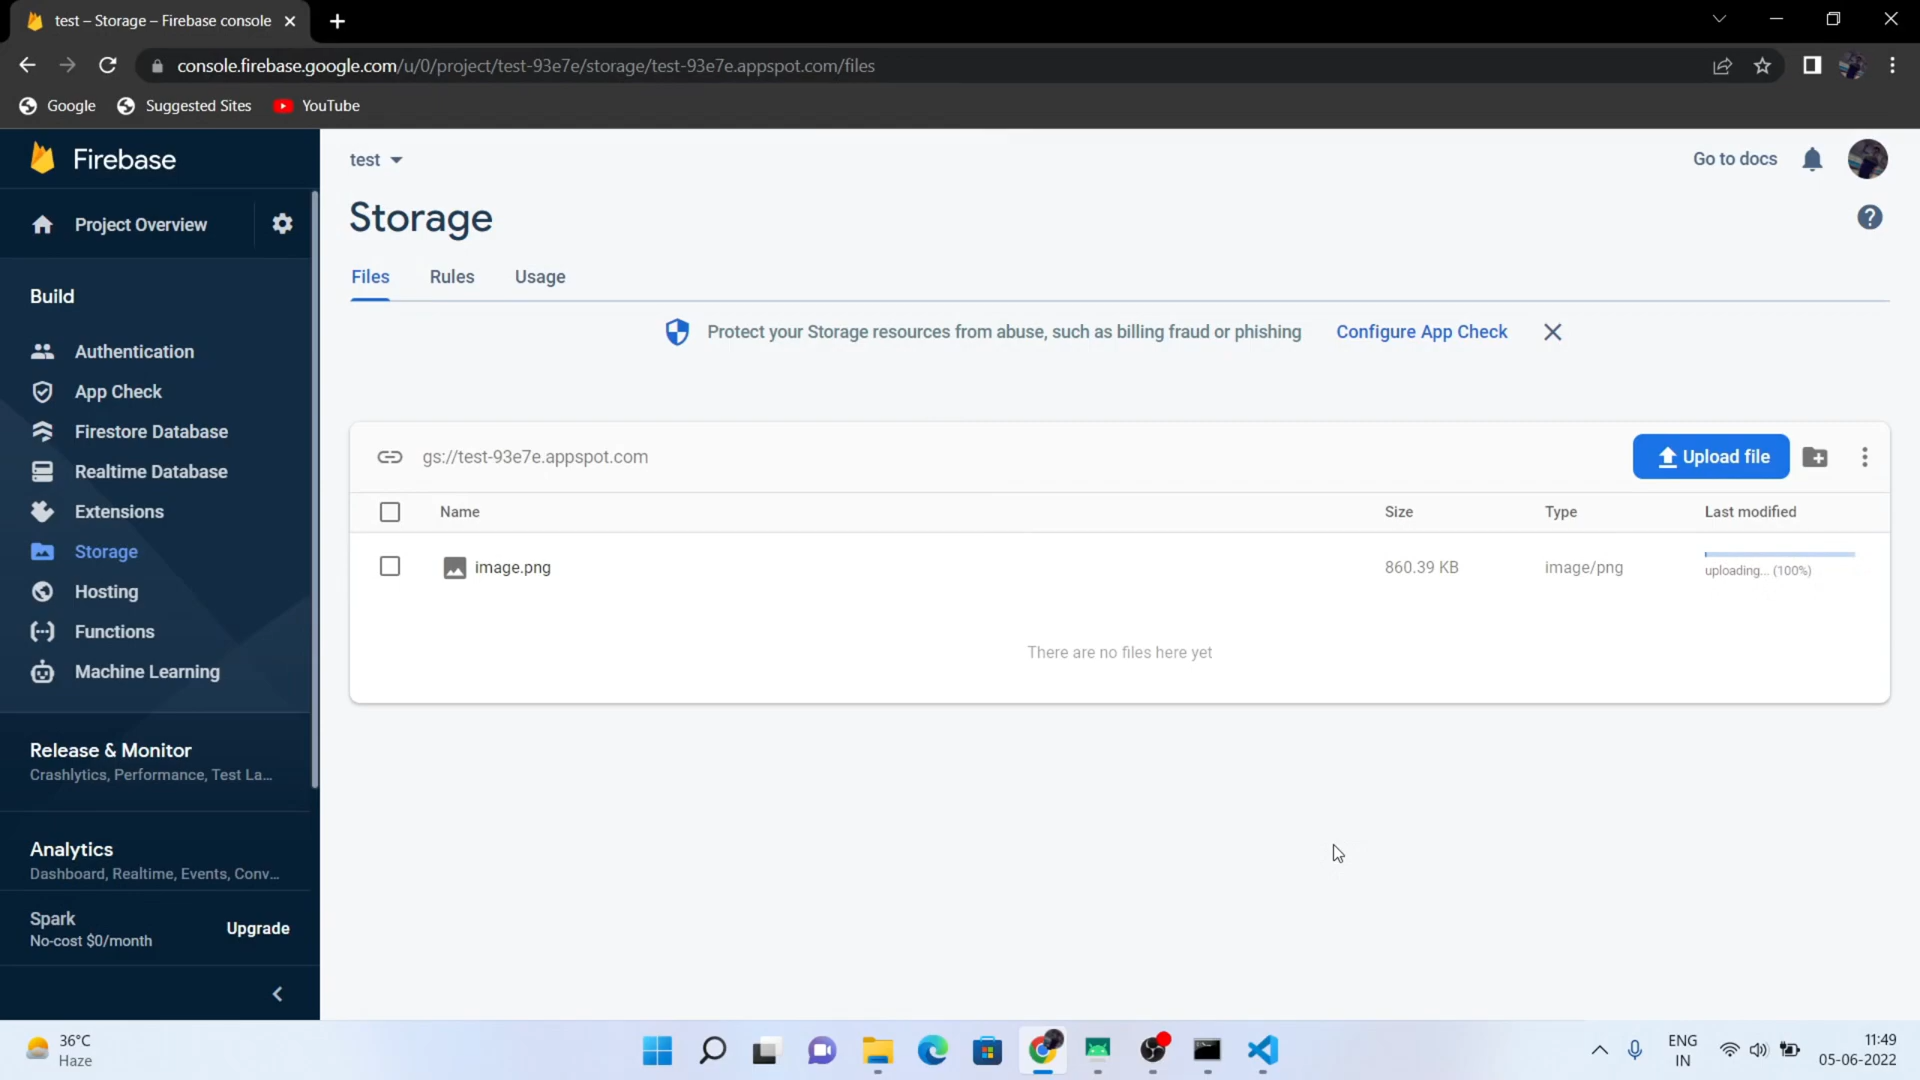 test – Storage – Firebase console
console.firebase.google.com/u/0/project/test-93e7e/storage/test-93e7e.appspot.com/files
Google
Suggested Sites
YouTube
Firebase
test
Go to docs
Project Overview
Storage
Files
Rules
Usage
Build
Protect your Storage resources from abuse, such as billing fraud or phishing
Configure App Check
Authentication
App Check
Firestore Database
Realtime Database
Extensions
Storage
Hosting
Functions
Machine Learning
gs://test-93e7e.appspot.com
Upload file
Name
Size
Type
Last modified
image.png
860.39 KB
image/png
uploading... (100%)
There are no files here yet
Release & Monitor
Crashlytics, Performance, Test La...
Analytics
Dashboard, Realtime, Events, Conv...
Spark
No-cost $0/month
Upgrade
36°C
Haze
ENG
IN
11:49
05-06-2022